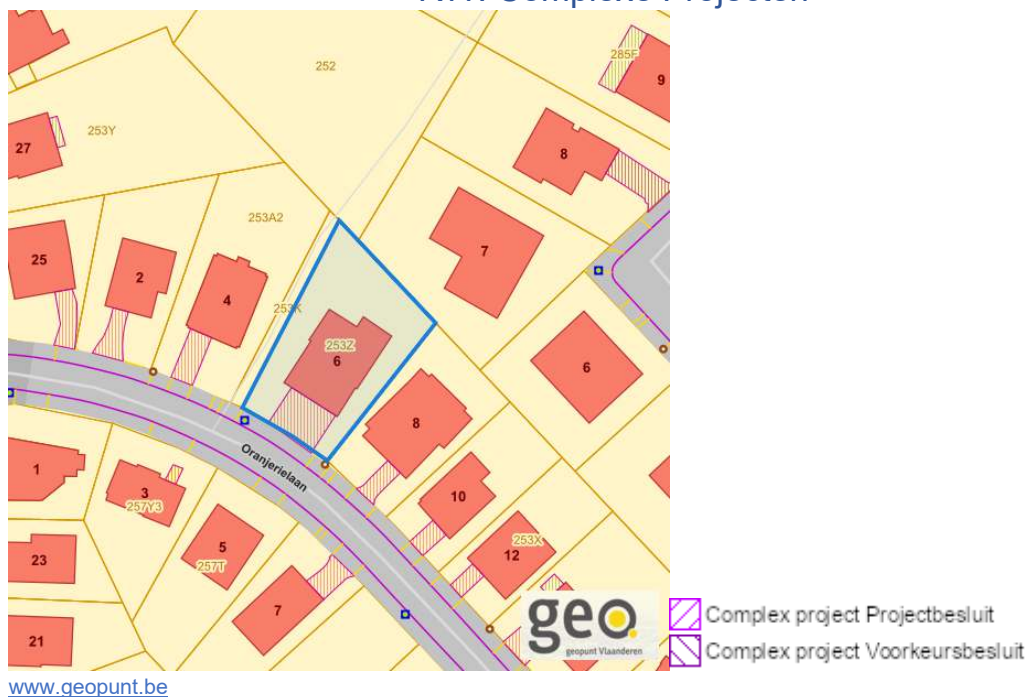 252
285F
9
253Y
27
8
253A2
7
25
2
4
253K
253Z
6
6
8
Oranjerielaan
1
10
3
257Y3
253X
12
5
23
257T
7
21
geo
geopunt Vlaanderen
Complex project Projectbesluit
Complex project Voorkeursbesluit
www.geopunt.be